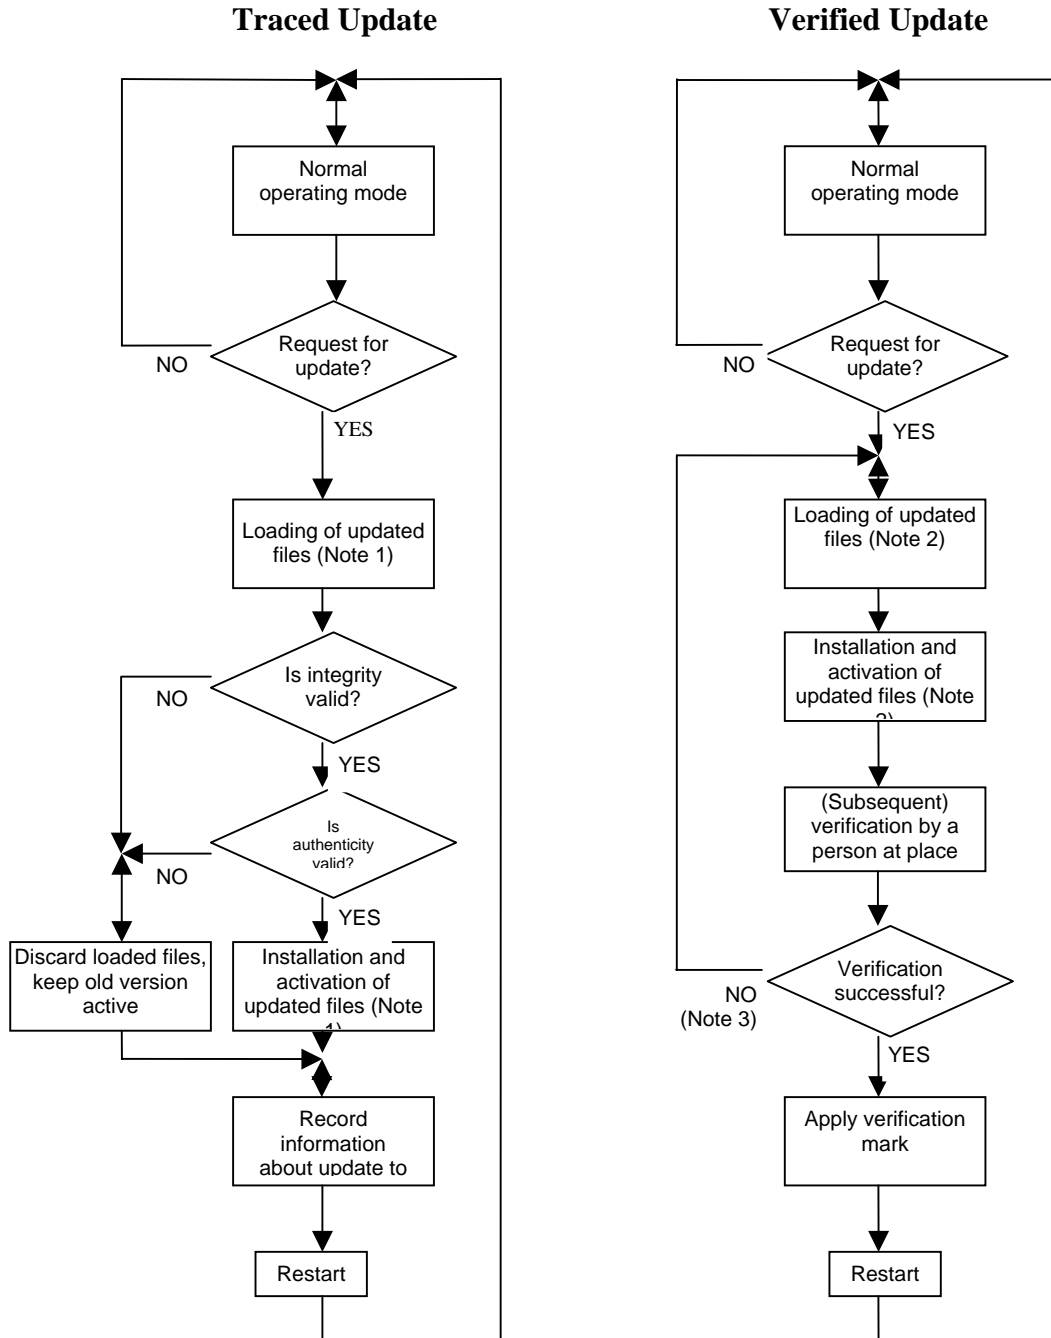 Traced Update
Normal
operating mode
Request for
update?
NO
YES
Loading of updated
files (Note 1)
Is integrity
valid?
NO
YES
Is
authenticity
valid?
NO
YES
Discard loaded files,
keep old version
active
Installation and
activation of
updated files (Note
1)
Record
information
about update to
Restart
Verified Update
Normal
operating mode
Request for
update?
NO
YES
Loading of updated
files (Note 2)
Installation and
activation of
updated files (Note
2)
(Subsequent)
verification by a
person at place
Verification
successful?
NO
(Note 3)
YES
Apply verification
mark
Restart